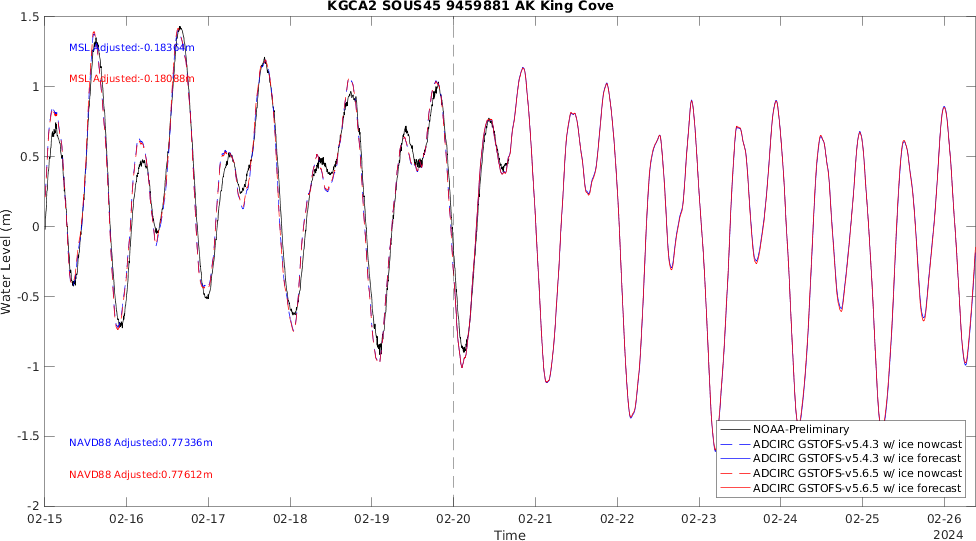 KGCA2 SOUS45 9459881 AK King Cove
1.5
1
0.5
0
-0.5
-1
-1.5
-2
Water Level (m)
MSL Adjusted:-0.18364m
MSL Adjusted:-0.18088m
NAVD88 Adjusted:0.77336m
NAVD88 Adjusted:0.77612m
NOAA-Preliminary
ADCIRC GSTOFS-v5.4.3 w/ ice nowcast
ADCIRC GSTOFS-v5.4.3 w/ ice forecast
ADCIRC GSTOFS-v5.6.5 w/ ice nowcast
ADCIRC GSTOFS-v5.6.5 w/ ice forecast
02-15 02-16 02-17 02-18 02-19 02-20 02-21 02-22 02-23 02-24 02-25 02-26
Time
2024